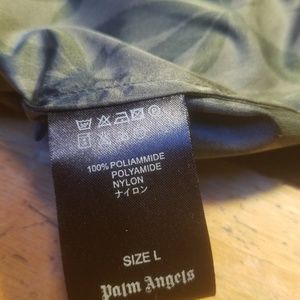 100% POLIAMMIDE
POLYAMIDE
NYLON
ナイロン
SIZE L
Palm Angels